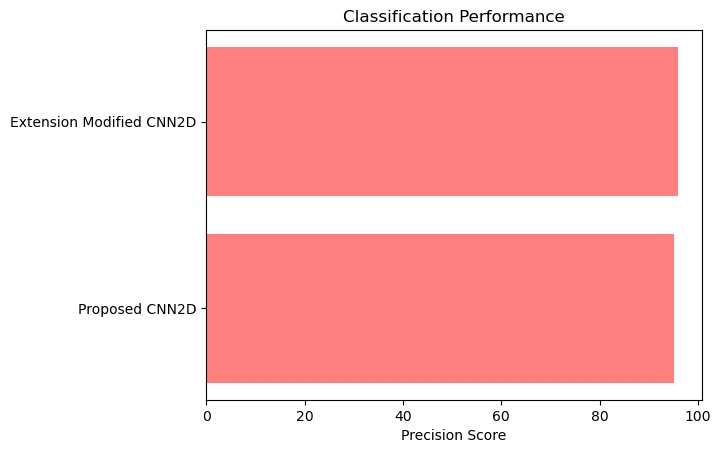 Classification Performance
Extension Modified CNN2D
Proposed CNN2D
0 20 40 60 80 100
Precision Score